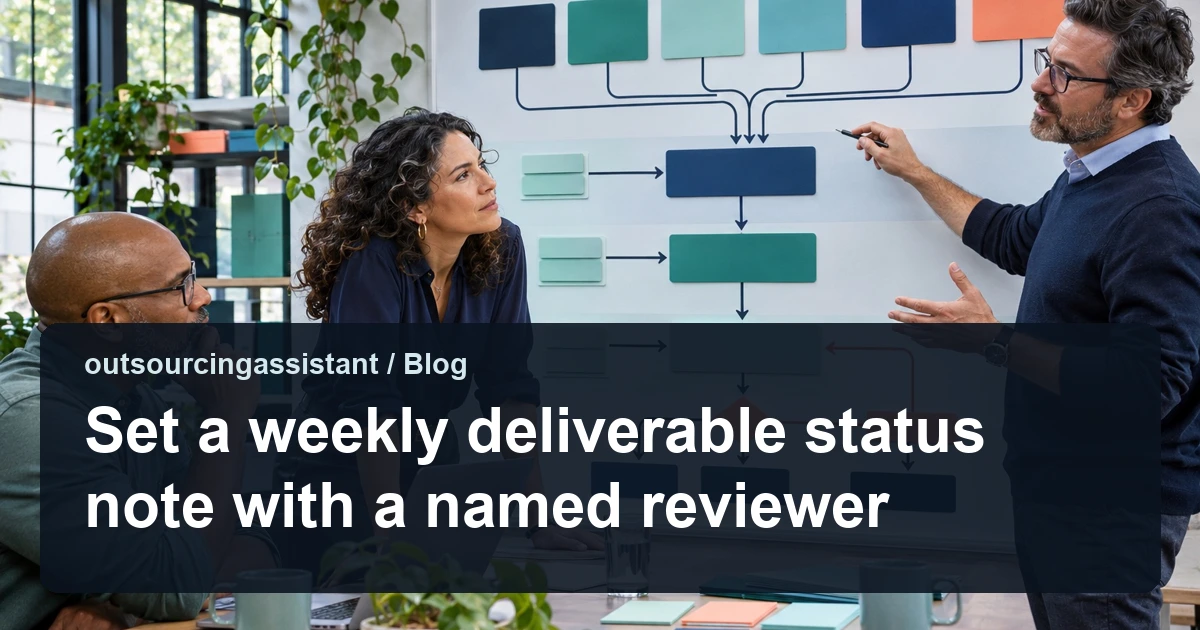 outsourcingassistant / Blog
Set a weekly deliverable status
note with a named reviewer